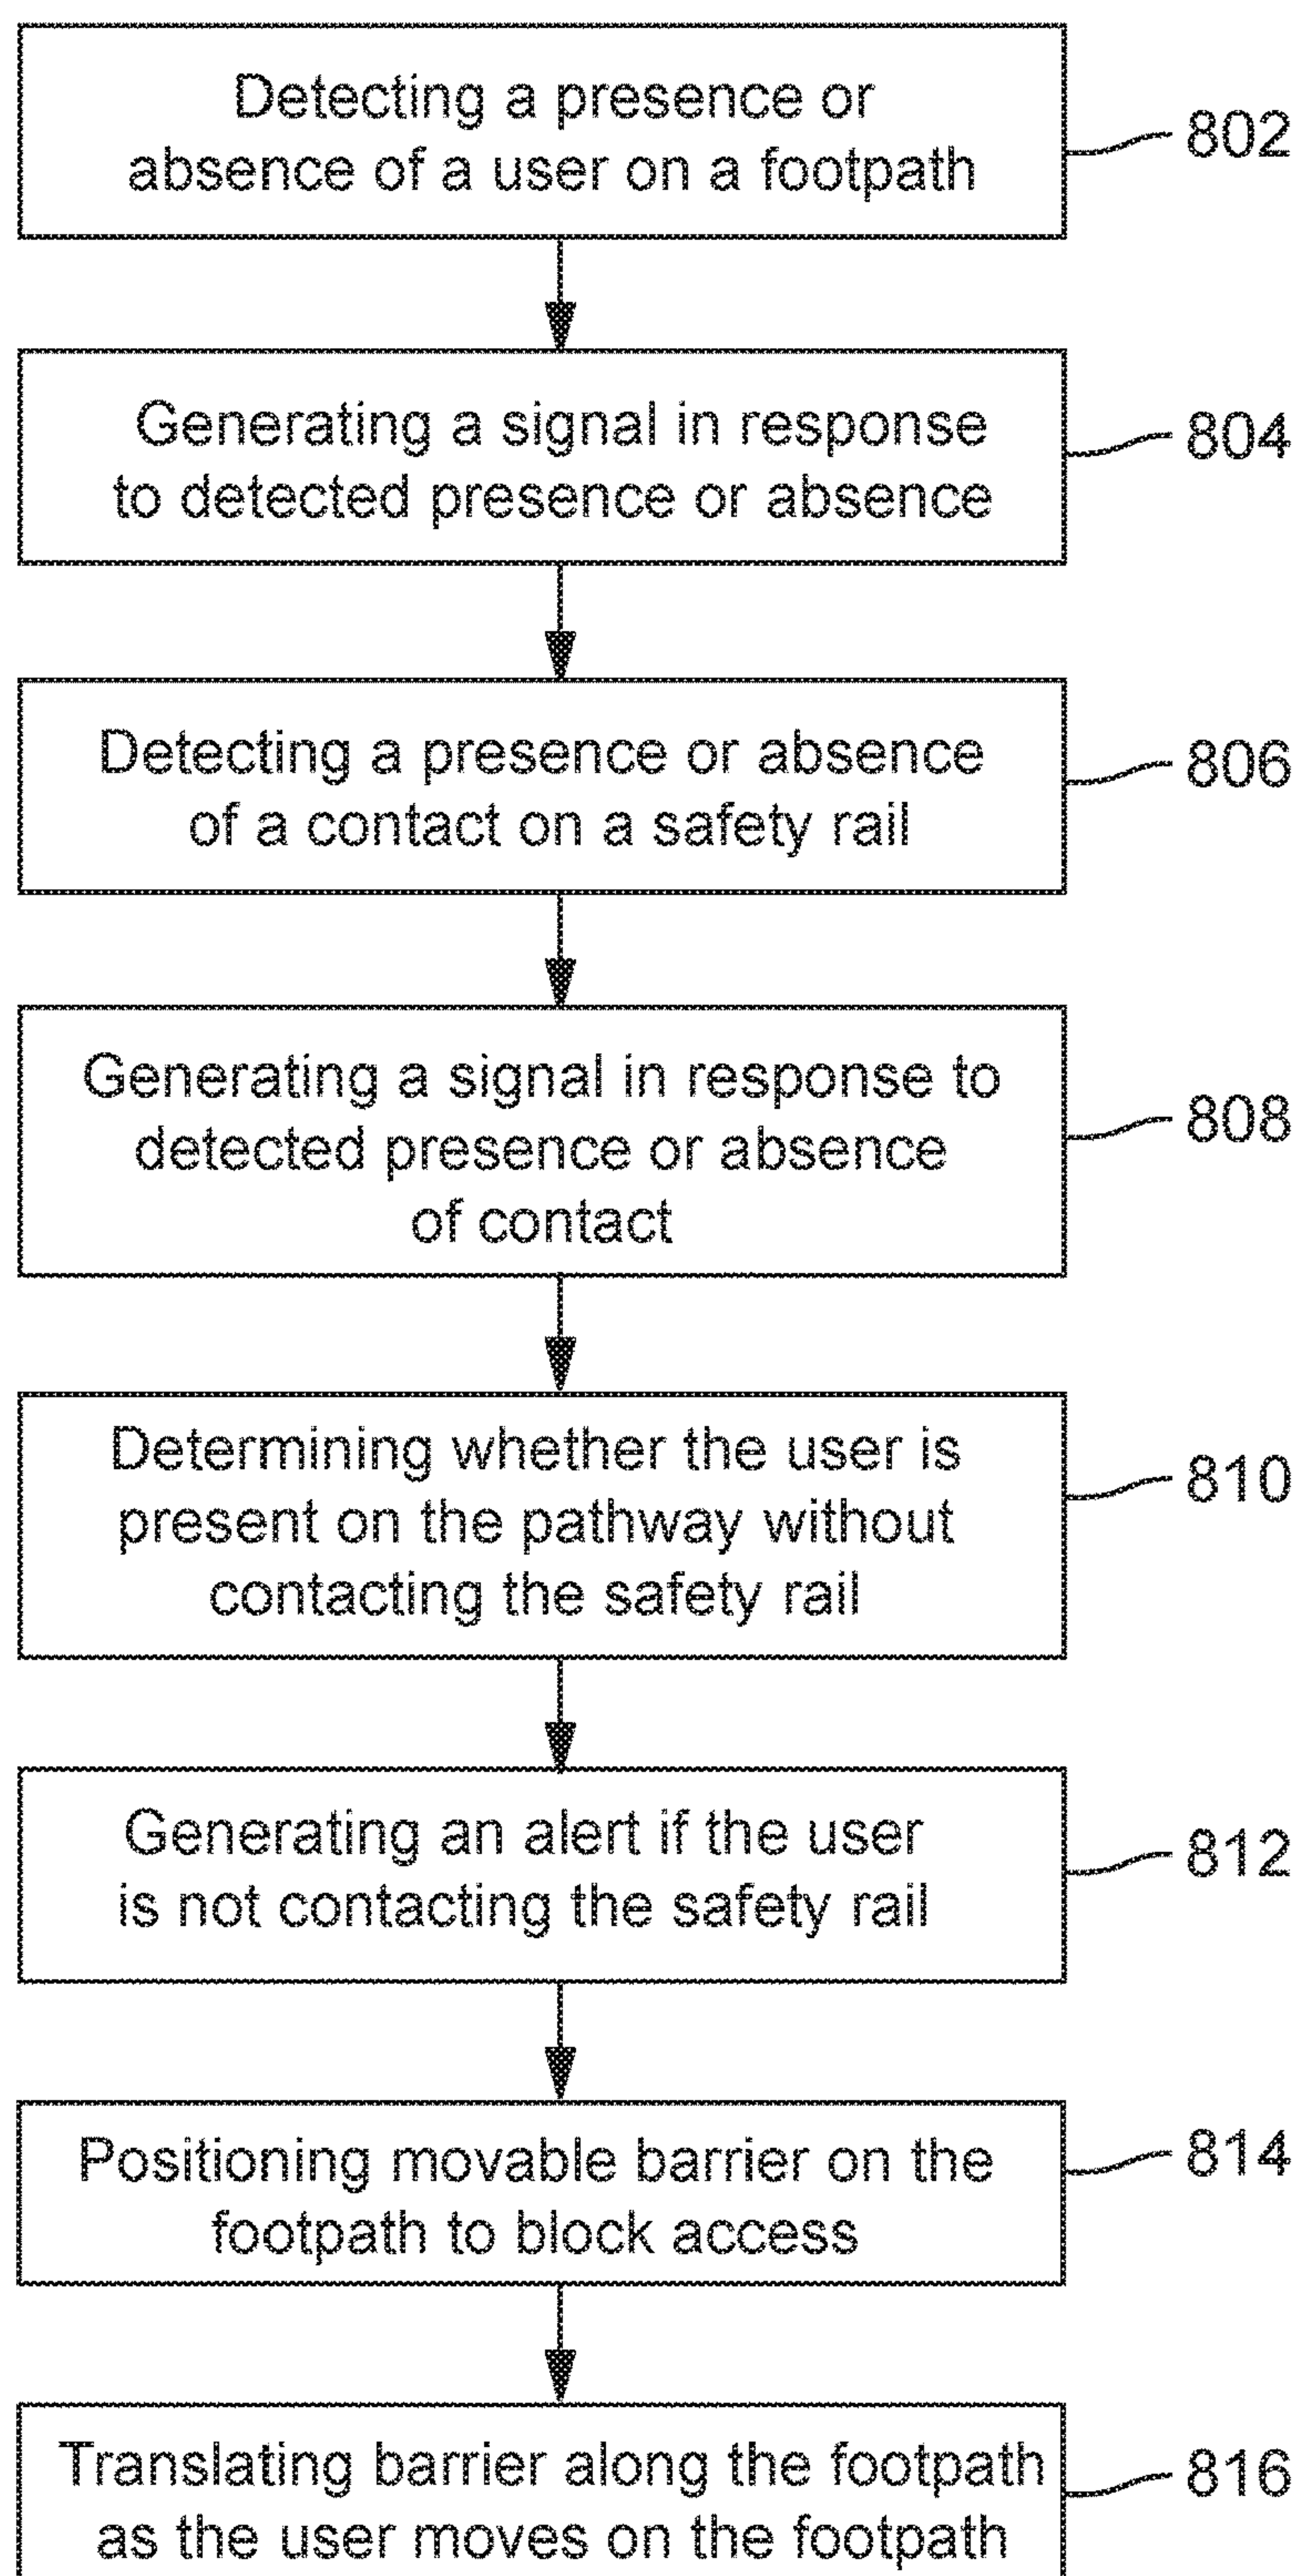 Detecting a presence or
absence of a user on a footpath
802
Generating a signal in response
to detected presence or absence
804
Detecting a presence or absence
of a contact on a safety rail
806
Generating a signal in response to
detected presence or absence
of contact
808
Determining whether the user is
present on the pathway without
contacting the safety rail
810
Generating an alert if the user
is not contacting the safety rail
812
Positioning movable barrier on the
footpath to block access
814
Translating barrier along the footpath
as the user moves on the footpath
816